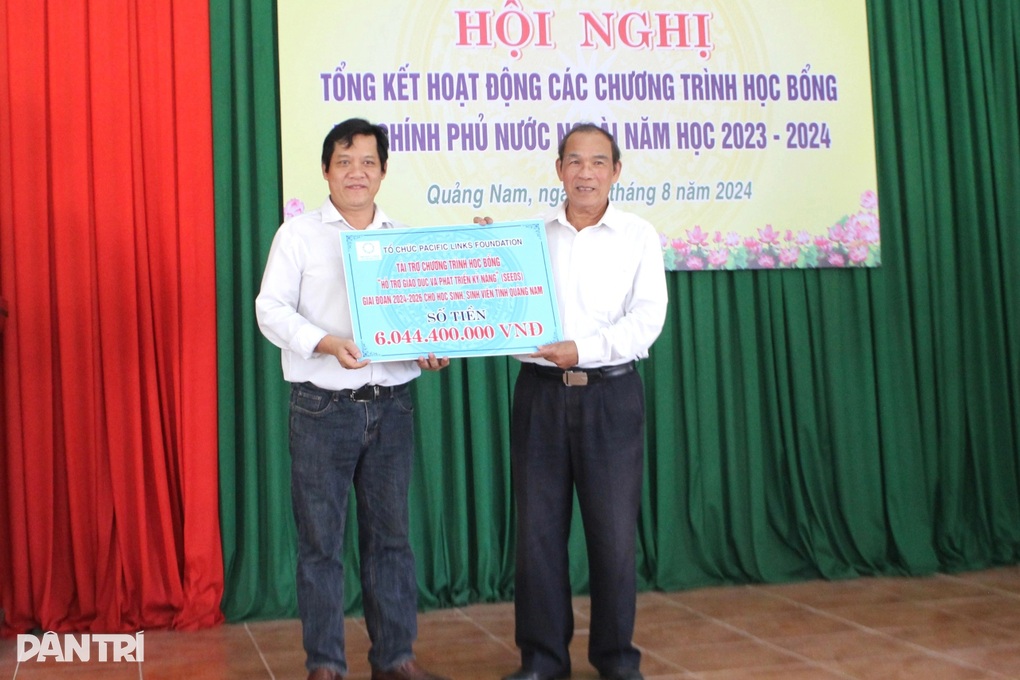 HỘI NGHỊ
TỔNG KẾT HOẠT ĐỘNG CÁC CHƯƠNG TRÌNH HỌC BỔNG
CHÍNH PHỦ NƯỚC NGOÀI NĂM HỌC 2023 - 2024
Quảng Nam, tháng 8 năm 2024
TỔ CHỨC PACIFIC LINKS FOUNDATION
TÀI TRỢ CHƯƠNG TRÌNH HỌC BỔNG
"HỖ TRỢ GIÁO DỤC VÀ PHÁT TRIỂN KỸ NĂNG" (SEEDS)
GIAI ĐOẠN 2024-2026 CHO HỌC SINH, SINH VIÊN TỈNH QUẢNG NAM
SỐ TIỀN
6.044.400.000 VNĐ
DÂN TRÍ